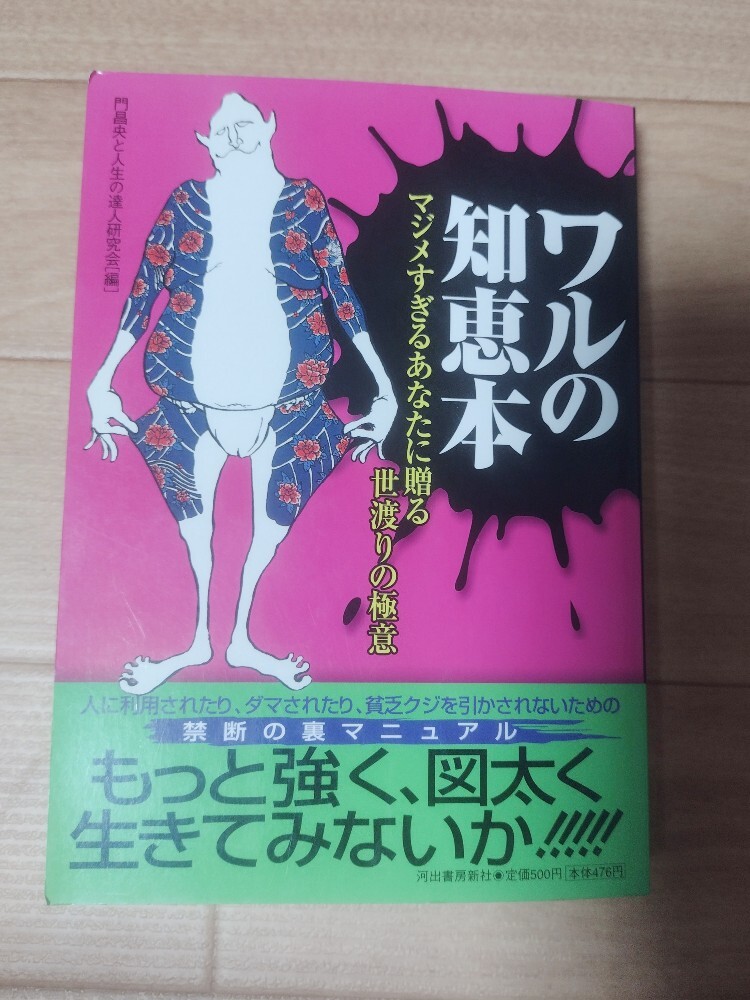 ワルの
知恵本
マジメすぎるあなたに贈る
世渡りの極意
門昌央と人生の達人研究会[編]
人に利用されたり、ダマされたり、貧乏クジを引かされないための
禁断の裏マニュアル
もっと強く、図太く
生きてみないか!!!!!
河出書房新社●定価500円 本体476円